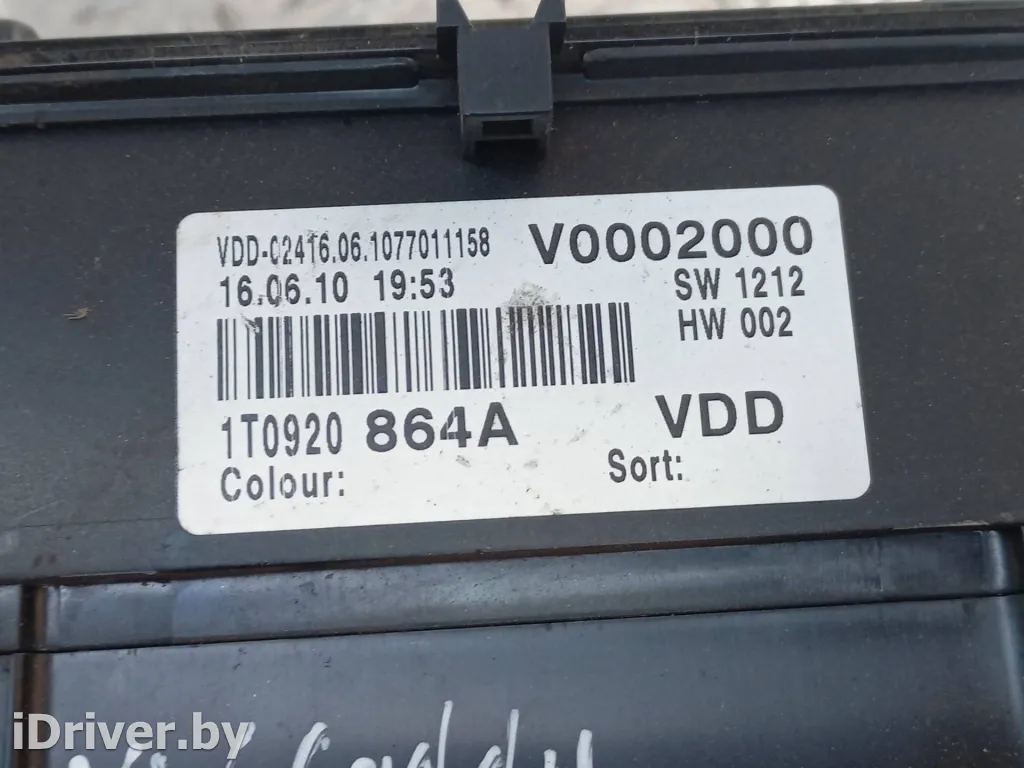 VDD-02416.06.1077011158 V0002000
16.06.10 19:53 SW 1212
HW 002
1T0920 864A VDD
Colour: Sort:
Caddy
iDriver.by